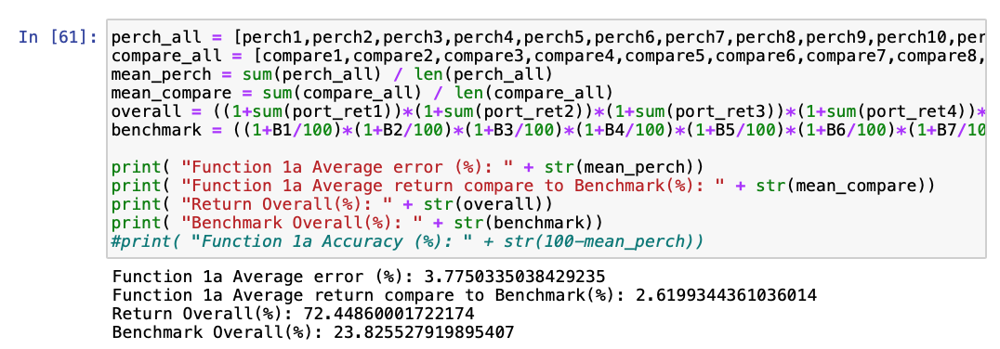 In [61]:
perch_all = [perch1,perch2,perch3,perch4,perch5,perch6,perch7,perch8,perch9,perch10,per
compare_all = [compare1,compare2,compare3,compare4,compare5,compare6,compare7,compare8,
mean_perch = sum(perch_all) / len(perch_all)
mean_compare = sum(compare_all) / len(compare_all)
overall = ((1+sum(port_ret1))*(1+sum(port_ret2))*(1+sum(port_ret3))*(1+sum(port_ret4))*
benchmark = ((1+B1/100)*(1+B2/100)*(1+B3/100)*(1+B4/100)*(1+B5/100)*(1+B6/100)*(1+B7/10
print( "Function 1a Average error (%): " + str(mean_perch))
print( "Function 1a Average return compare to Benchmark(%): " + str(mean_compare))
print( "Return Overall(%): " + str(overall))
print( "Benchmark Overall(%): " + str(benchmark))
#print( "Function 1a Accuracy (%): " + str(100-mean_perch))
Function 1a Average error (%): 3.7750335038429235
Function 1a Average return compare to Benchmark(%): 2.6199344361036014
Return Overall(%): 72.44860001722174
Benchmark Overall(%): 23.825527919895407